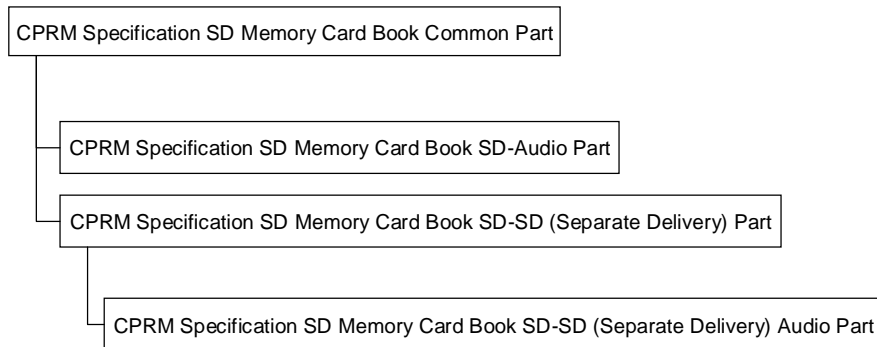 CPRM Specification SD Memory Card Book Common Part
CPRM Specification SD Memory Card Book SD-Audio Part
CPRM Specification SD Memory Card Book SD-SD (Separate Delivery) Part
CPRM Specification SD Memory Card Book SD-SD (Separate Delivery) Audio Part